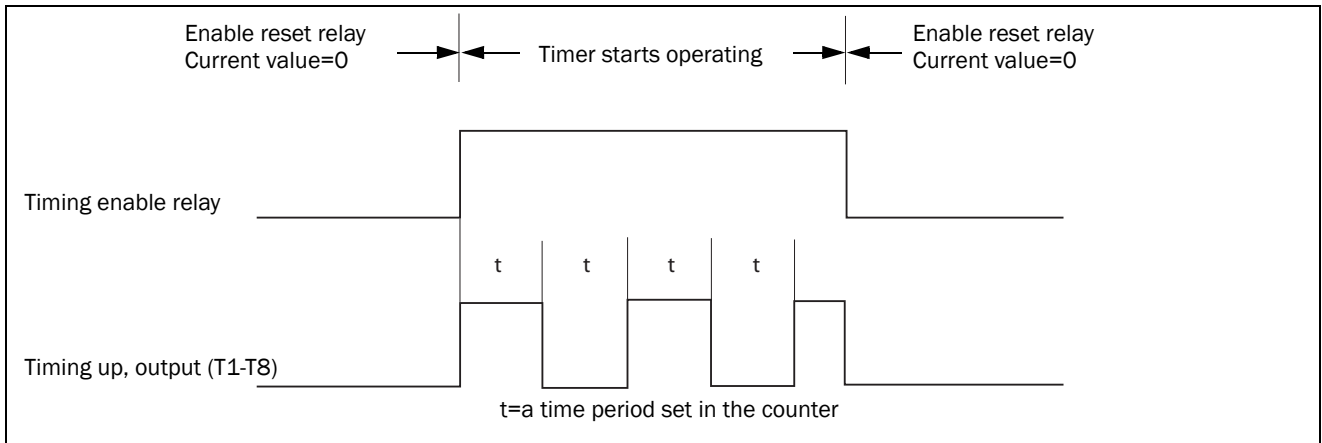 Enable reset relay
Current value=0
Timer starts operating
Enable reset relay
Current value=0
Timing enable relay
t t t t
Timing up, output (T1-T8)
t=a time period set in the counter